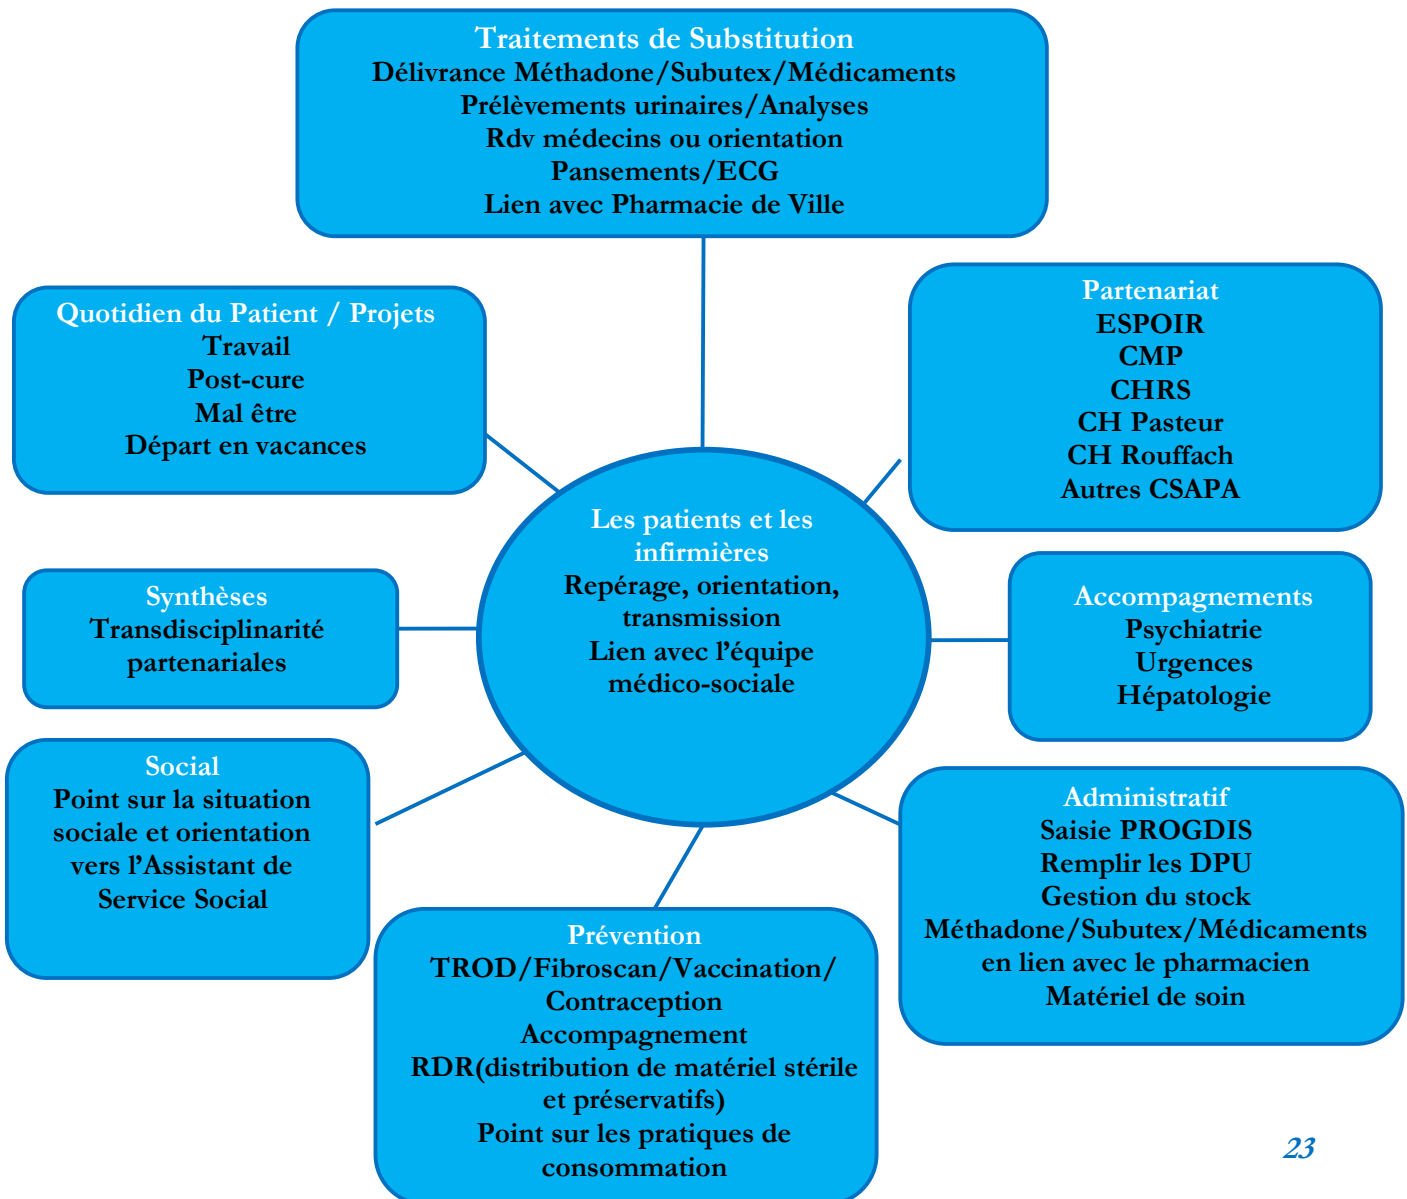 Traitements de Substitution
Délivrance Méthadone/Subutex/Médicaments
Prélèvements urinaires/Analyses
Rdv médecins ou orientation
Pansements/ECG
Lien avec Pharmacie de Ville
Quotidien du Patient / Projets
Travail
Post-cure
Mal être
Départ en vacances
Partenariat
ESPOIR
CMP
CHRS
CH Pasteur
CH Rouffach
Autres CSAPA
Les patients et les
infirmières
Repérage, orientation,
transmission
Lien avec l’équipe
médico-sociale
Synthèses
Transdisciplinarité
partenariales
Accompagnements
Psychiatrie
Urgences
Hépatologie
Social
Point sur la situation
sociale et orientation
vers l’Assistant de
Service Social
Administratif
Saisie PROGDIS
Remplir les DPU
Gestion du stock
Méthadone/Subutex/Médicaments
en lien avec le pharmacien
Matériel de soin
Prévention
TROD/Fibroscan/Vaccination/
Contraception
Accompagnement
RDR(distribution de matériel stérile
et préservatifs)
Point sur les pratiques de
consommation
23